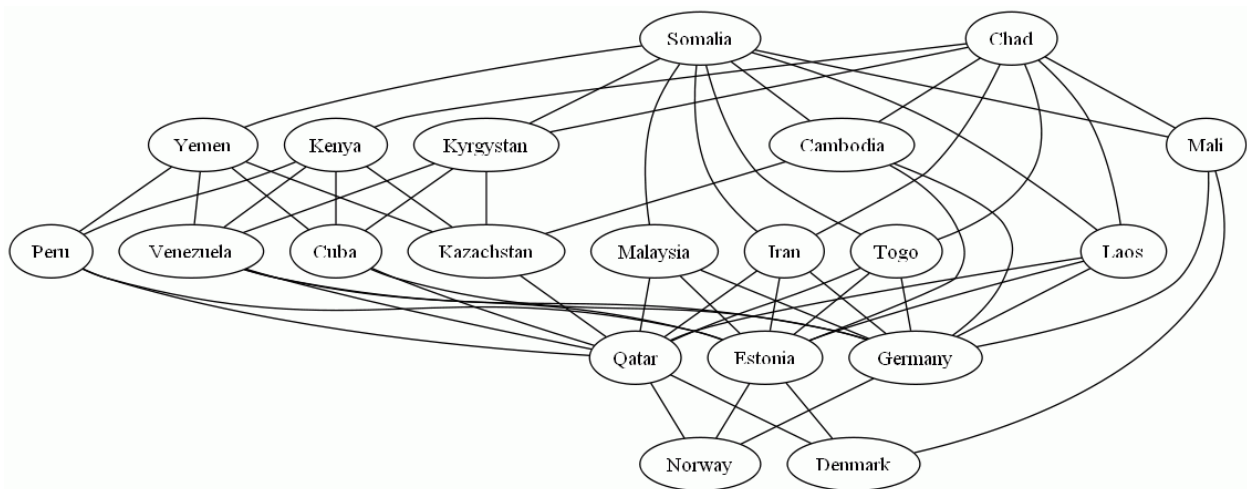 Somalia Chad
Yemen Kenya Kyrgystan Cambodia Mali
Peru Venezuela Cuba Kazachstan Malaysia Iran Togo Laos
Qatar Estonia Germany
Norway Denmark